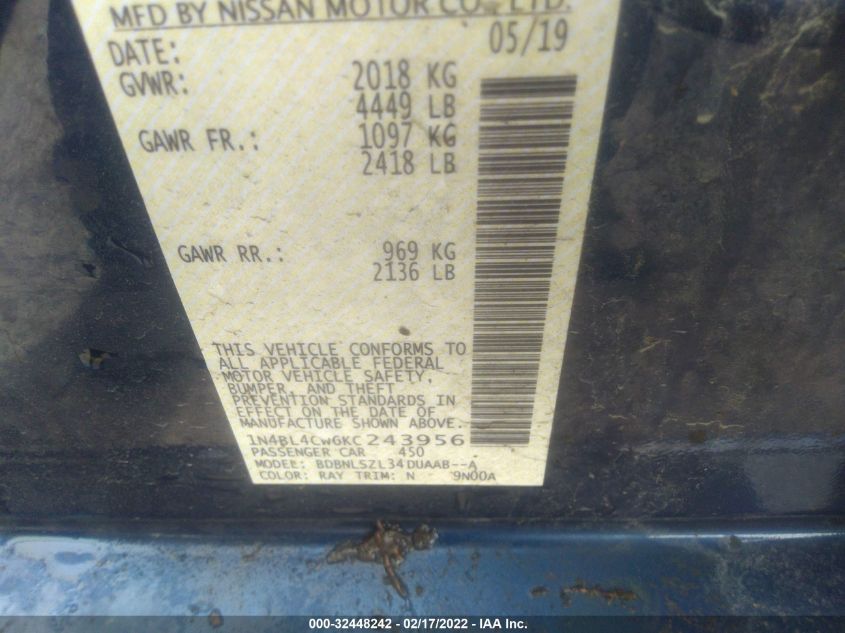 MFD BY NISSAN MOTOR CO., LTD.
DATE: 05/19
GVWR: 2018 KG
4449 LB
GAWR FR.: 1097 KG
2418 LB
GAWR RR.: 969 KG
2136 LB
THIS VEHICLE CONFORMS TO
ALL APPLICABLE FEDERAL
MOTOR VEHICLE SAFETY,
BUMPER, AND THEFT
PREVENTION STANDARDS IN
EFFECT ON THE DATE OF
MANUFACTURE SHOWN ABOVE.
1N4BL4CW6KC243956
PASSENGER CAR 450
MODEL: BDBNLSZL34DUAAB--A
COLOR: RAY TRIM: N 9N00A
000-32448242 - 02/17/2022 - IAA Inc.